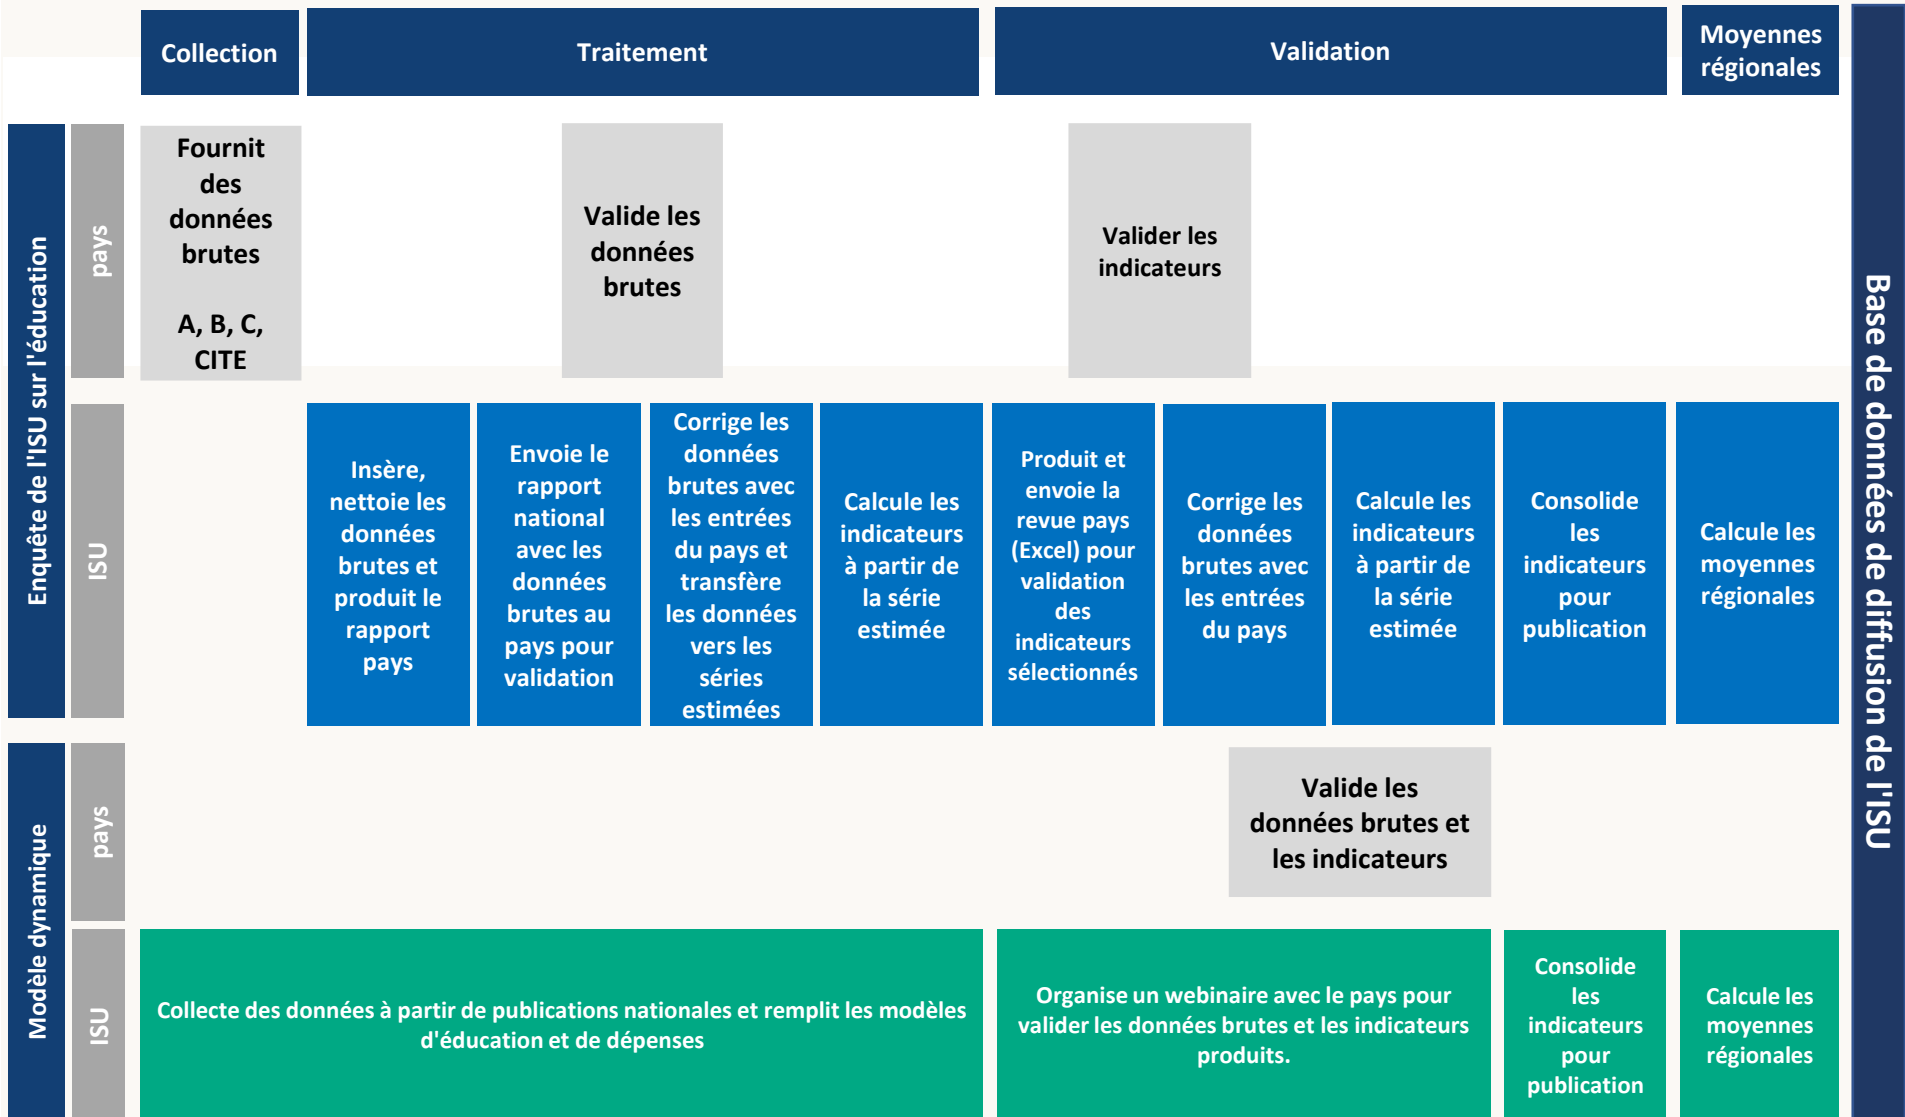 Collection
Traitement
Validation
Moyennes
régionales
Base de données de diffusion de l'ISU
Enquête de l'ISU sur l'éducation
pays
Fournit
des
données
brutes
A, B, C,
CITE
Valide les
données
brutes
Valider les
indicateurs
ISU
Insère,
nettoie les
données
brutes et
produit le
rapport
pays
Envoie le
rapport
national
avec les
données
brutes au
pays pour
validation
Corrige les
données
brutes avec
les entrées
du pays et
transfère
les données
vers les
séries
estimées
Calcule les
indicateurs
à partir de
la série
estimée
Produit et
envoie la
revue pays
(Excel) pour
validation
des
indicateurs
sélectionnés
Corrige les
données
brutes avec
les entrées
du pays
Calcule les
indicateurs
à partir de
la série
estimée
Consolide
les
indicateurs
pour
publication
Calcule les
moyennes
régionales
Modèle dynamique
pays
Valide les
données brutes et
les indicateurs
ISU
Collecte des données à partir de publications nationales et remplit les modèles
d'éducation et de dépenses
Organise un webinaire avec le pays pour
valider les données brutes et les indicateurs
produits.
Consolide
les
indicateurs
pour
publication
Calcule les
moyennes
régionales